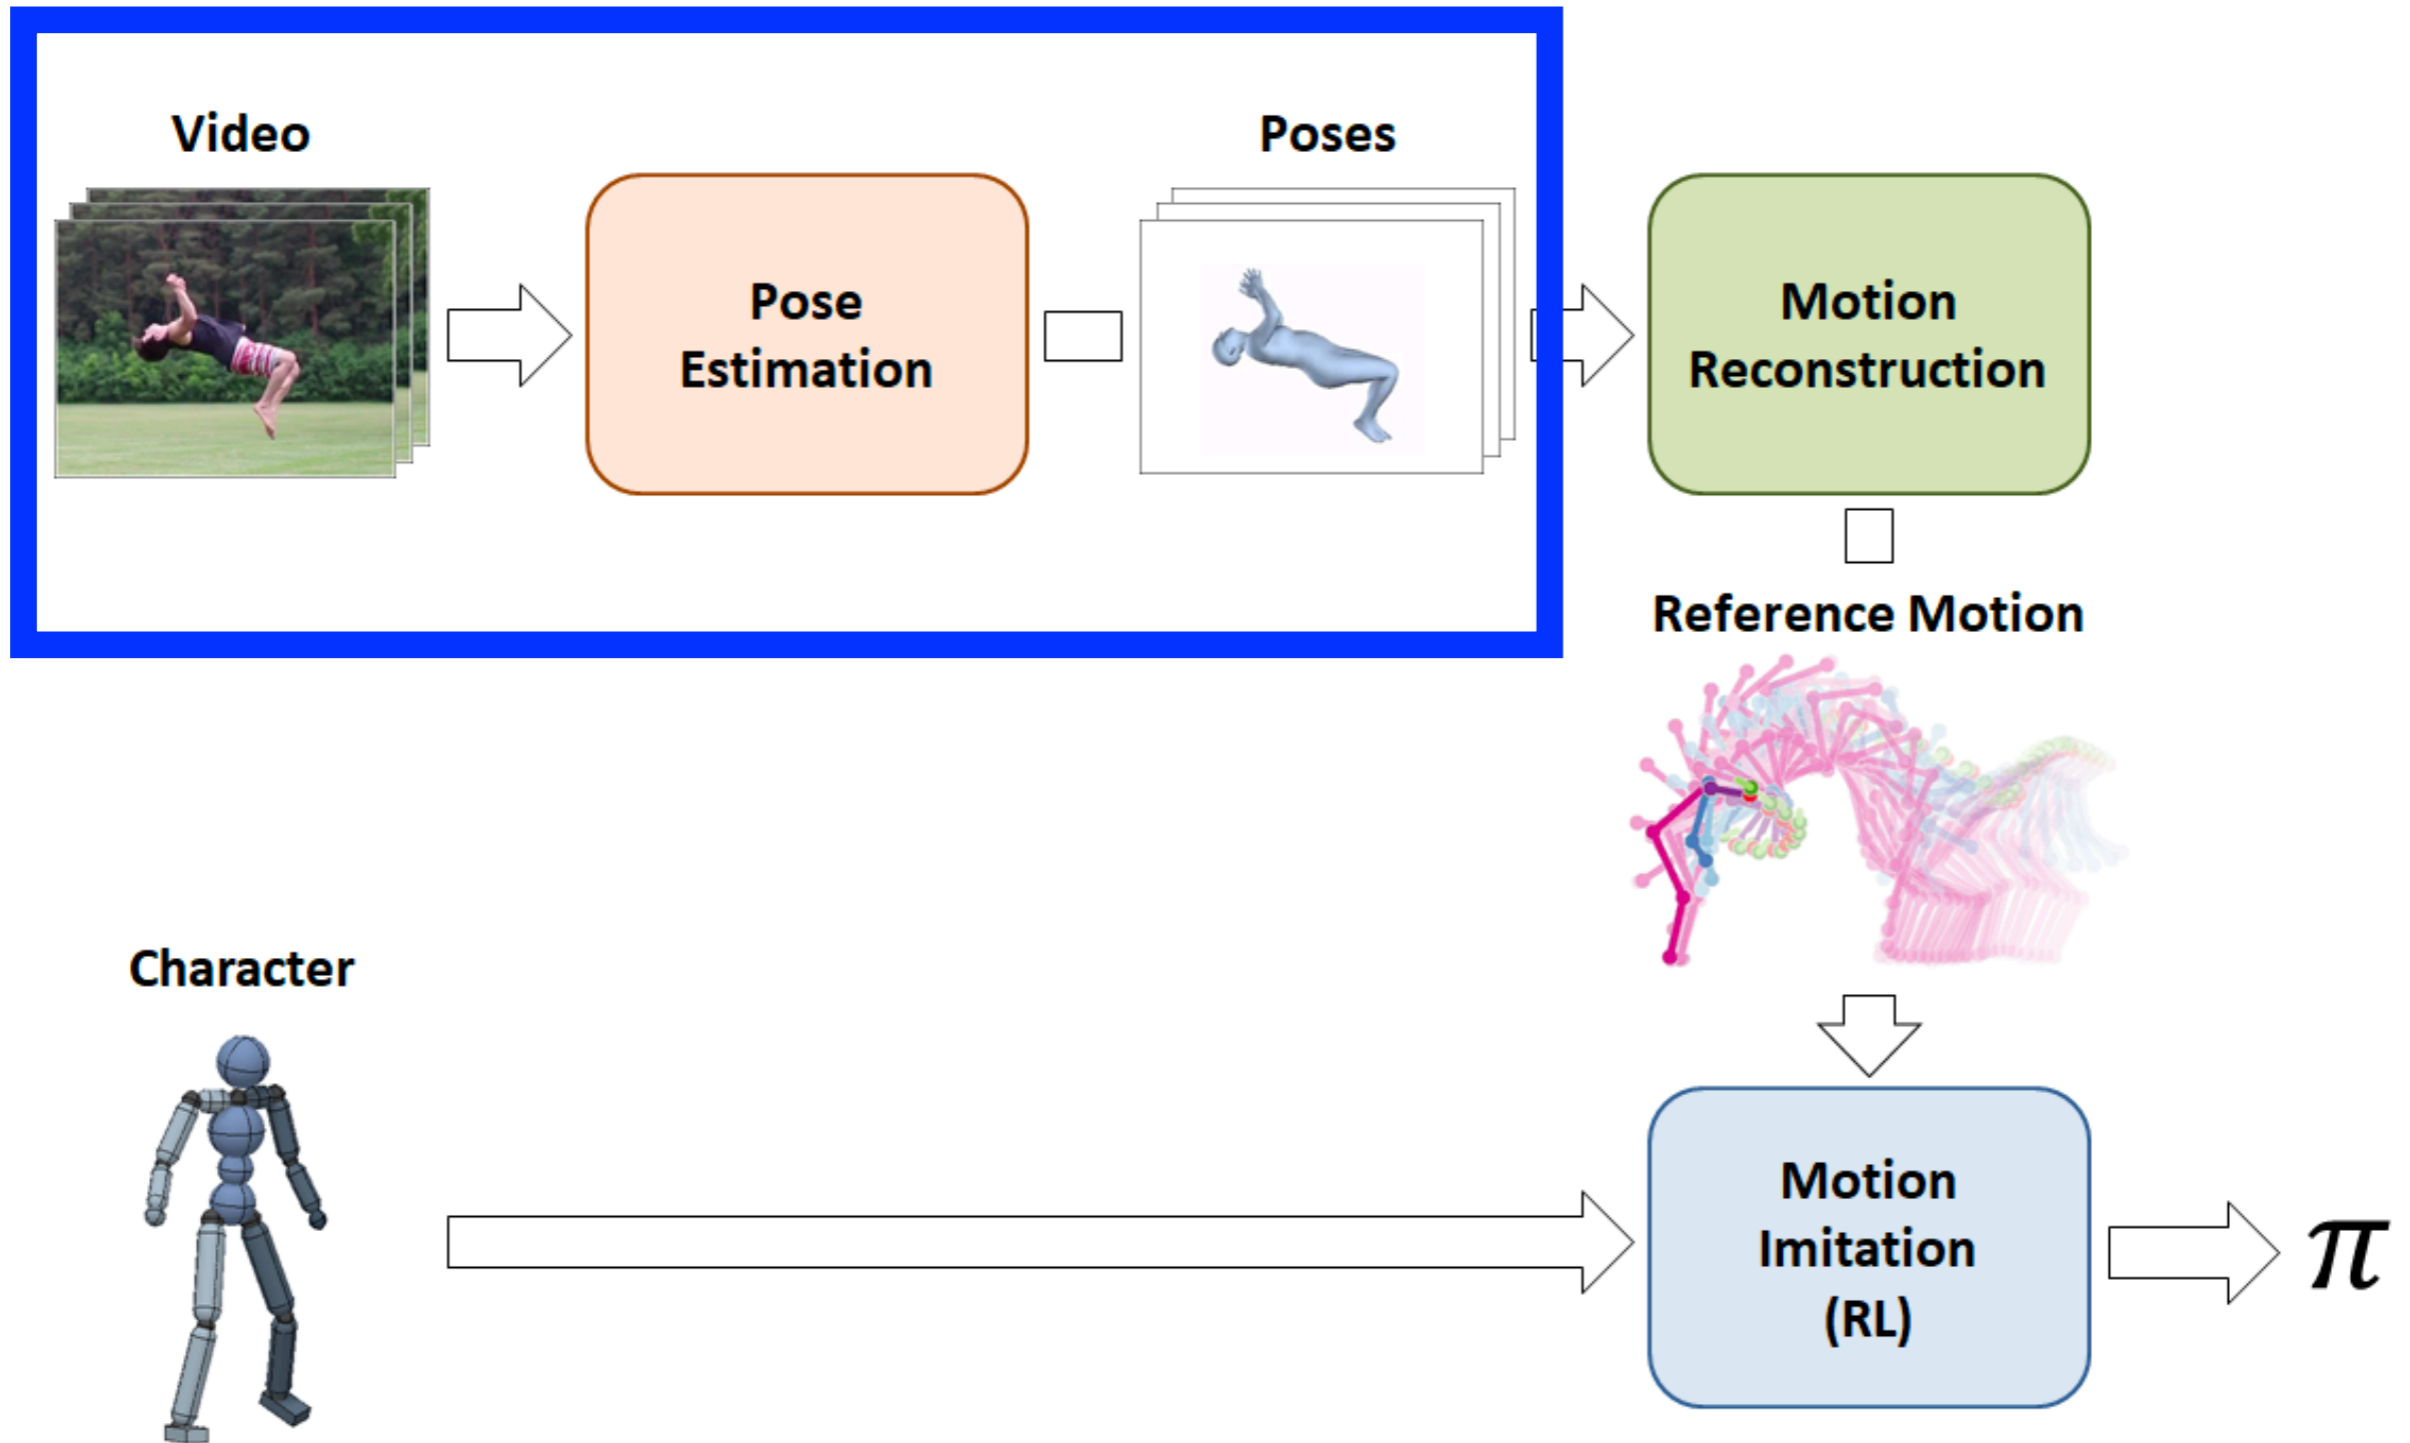 Video
Poses
Pose
Estimation
Motion
Reconstruction
Reference Motion
Character
Motion
Imitation
(RL)
π